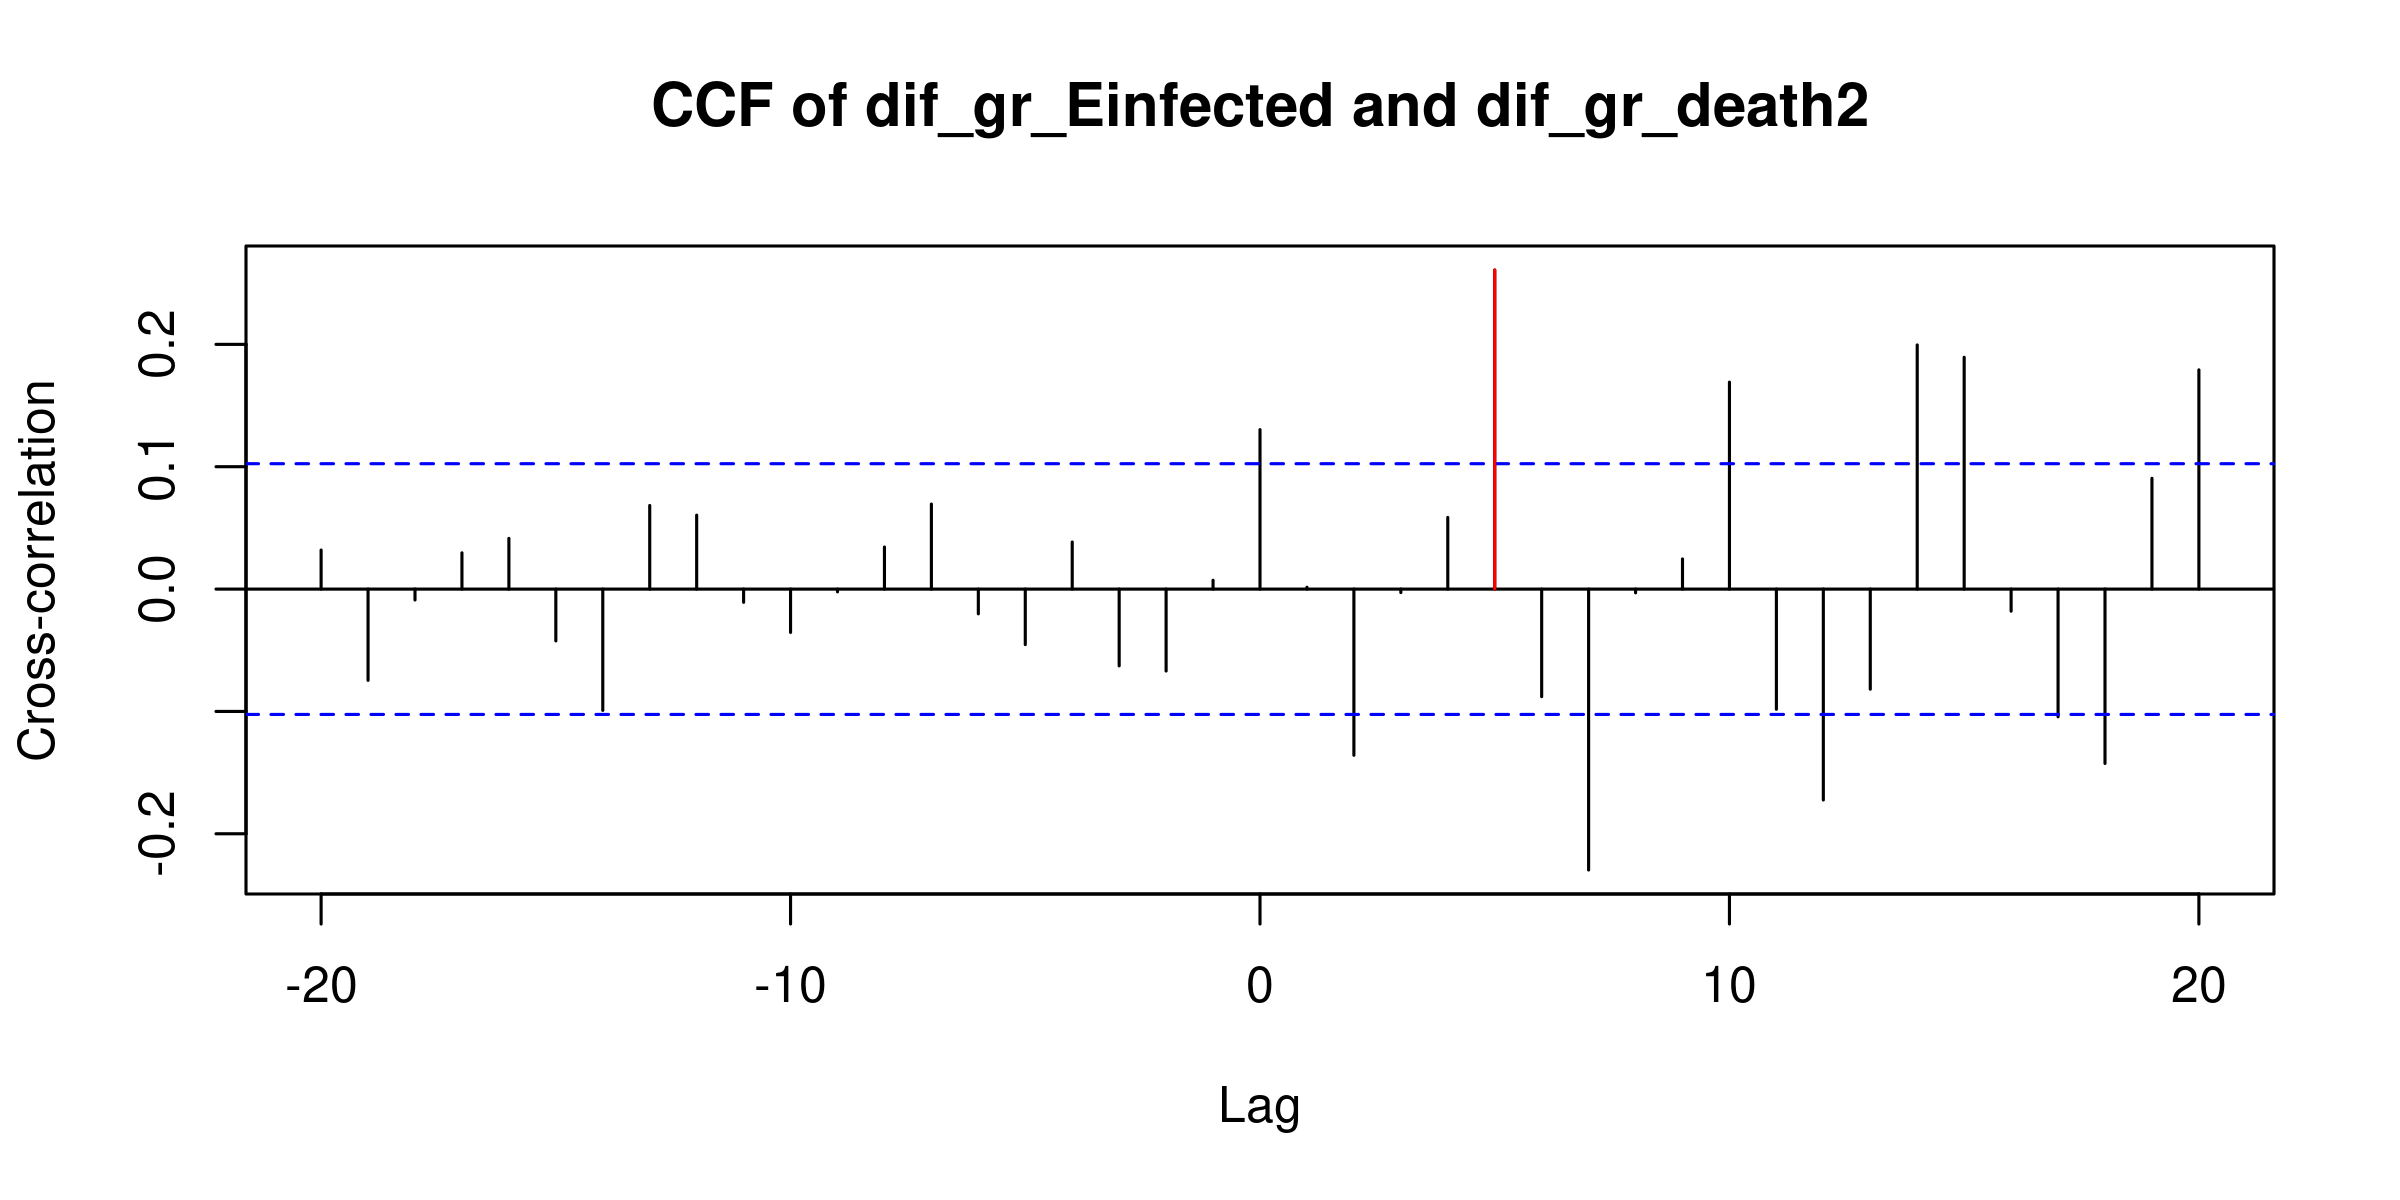 CCF of dif_gr_Einfected and dif_gr_death2
Cross-correlation
0.2
0.1
0.0
-0.2
-20 -10 0 10 20
Lag